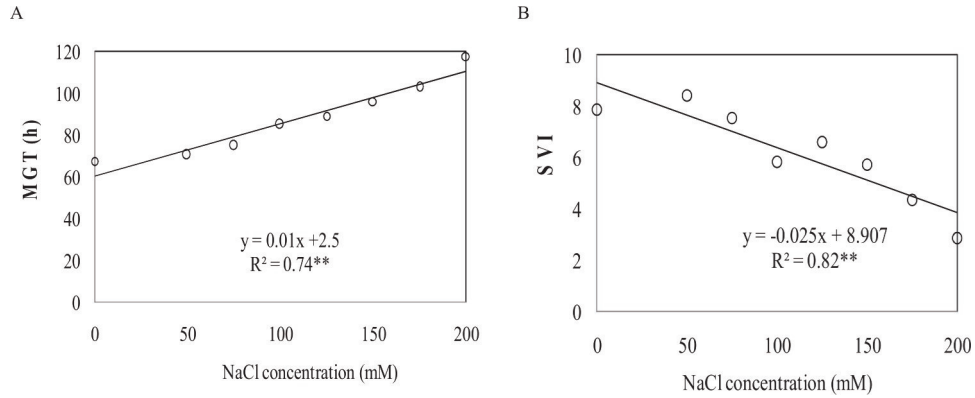 A
120
100
80
60
40
20
0
MGT (h)
y = 0.01x +2.5
R² = 0.74**
0 50 100 150 200
NaCl concentration (mM)
B
10
8
6
4
2
0
SVI
y = -0.025x + 8.907
R² = 0.82**
0 50 100 150 200
NaCl concentration (mM)